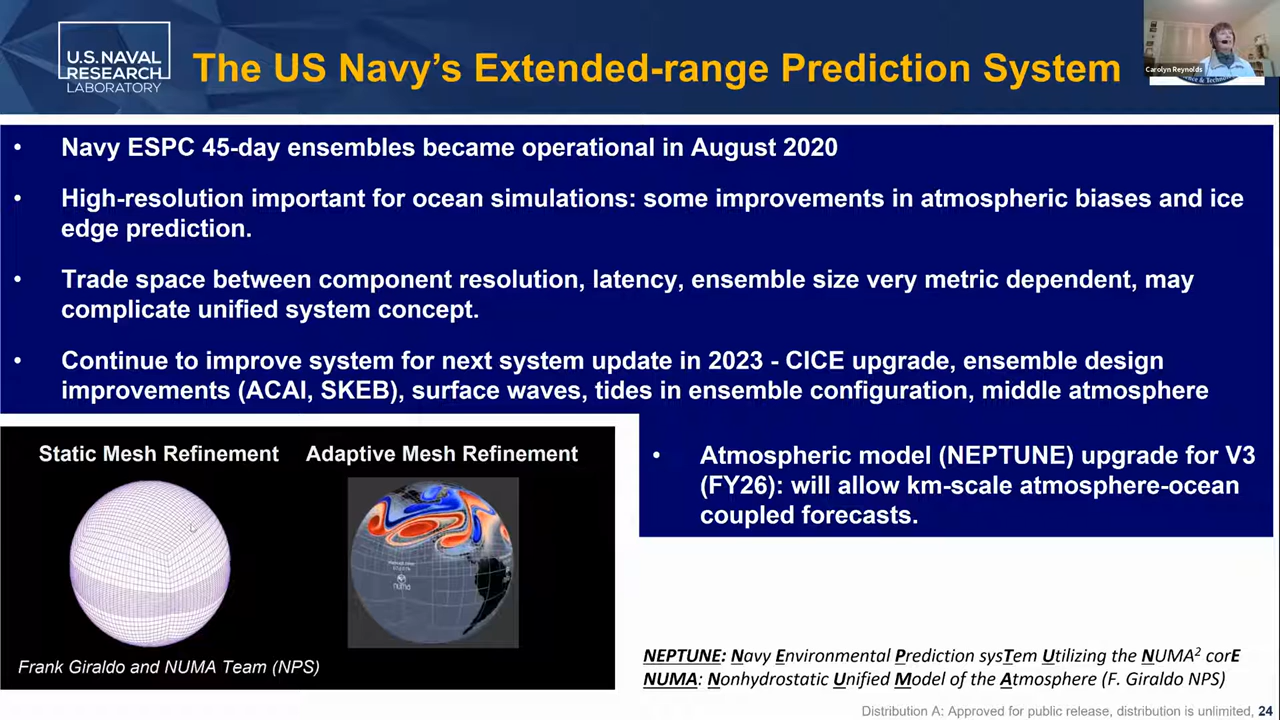 U.S. NAVAL
RESEARCH
LABORATORY
The US Navy's Extended-range Prediction System
Carolyn Reynolds
& Technol
• Navy ESPC 45-day ensembles became operational in August 2020
• High-resolution important for ocean simulations: some improvements in atmospheric biases and ice
edge prediction.
• Trade space between component resolution, latency, ensemble size very metric dependent, may
complicate unified system concept.
• Continue to improve system for next system update in 2023 - CICE upgrade, ensemble design
improvements (ACAI, SKEB), surface waves, tides in ensemble configuration, middle atmosphere
Static Mesh Refinement
Adaptive Mesh Refinement
numa
Frank Giraldo and NUMA Team (NPS)
• Atmospheric model (NEPTUNE) upgrade for V3
(FY26): will allow km-scale atmosphere-ocean
coupled forecasts.
NEPTUNE: Navy Environmental Prediction sysTem Utilizing the NUMA² corE
NUMA: Nonhydrostatic Unified Model of the Atmosphere (F. Giraldo NPS)
Distribution A: Approved for public release, distribution is unlimited, 24